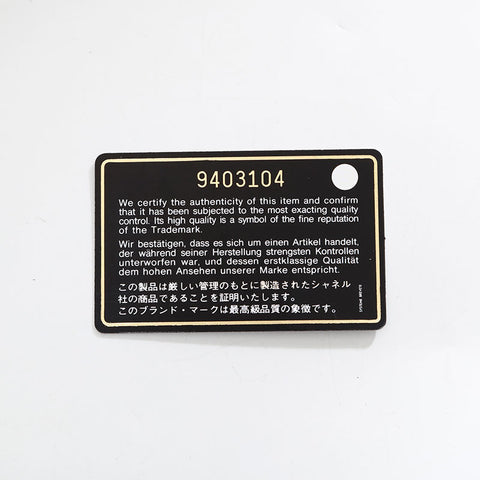 9403104
We certify the authenticity of this item and confirm
that it has been subjected to the most exacting quality
control. Its high quality is a symbol of the fine reputation
of the Trademark.
Wir bestätigen, dass es sich um einen Artikel handelt,
der während seiner Herstellung strengsten Kontrollen
unterworfen war, und dessen erstklassige Qualität
dem hohen Ansehen unserer Marke entspricht.
この製品は厳しい管理のもとに製造されたシャネル
社の商品であることを証明いたします。
このブランド・マークは最高級品質の象徴です。